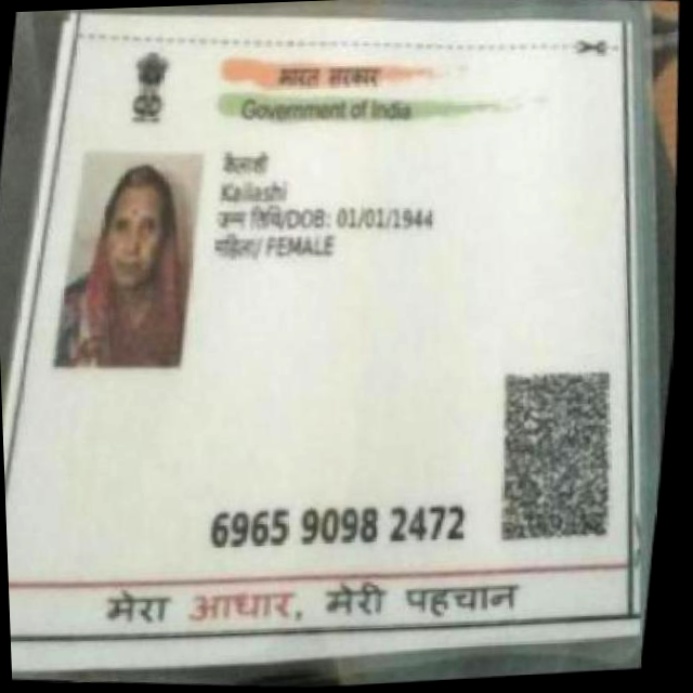 भारत सरकार
Government of India
कैलाशी
Kailashi
जन्म तिथि/DOB: 01/01/1944
महिला/ FEMALE
6965 9098 2472
मेरा आधार, मेरी पहचान